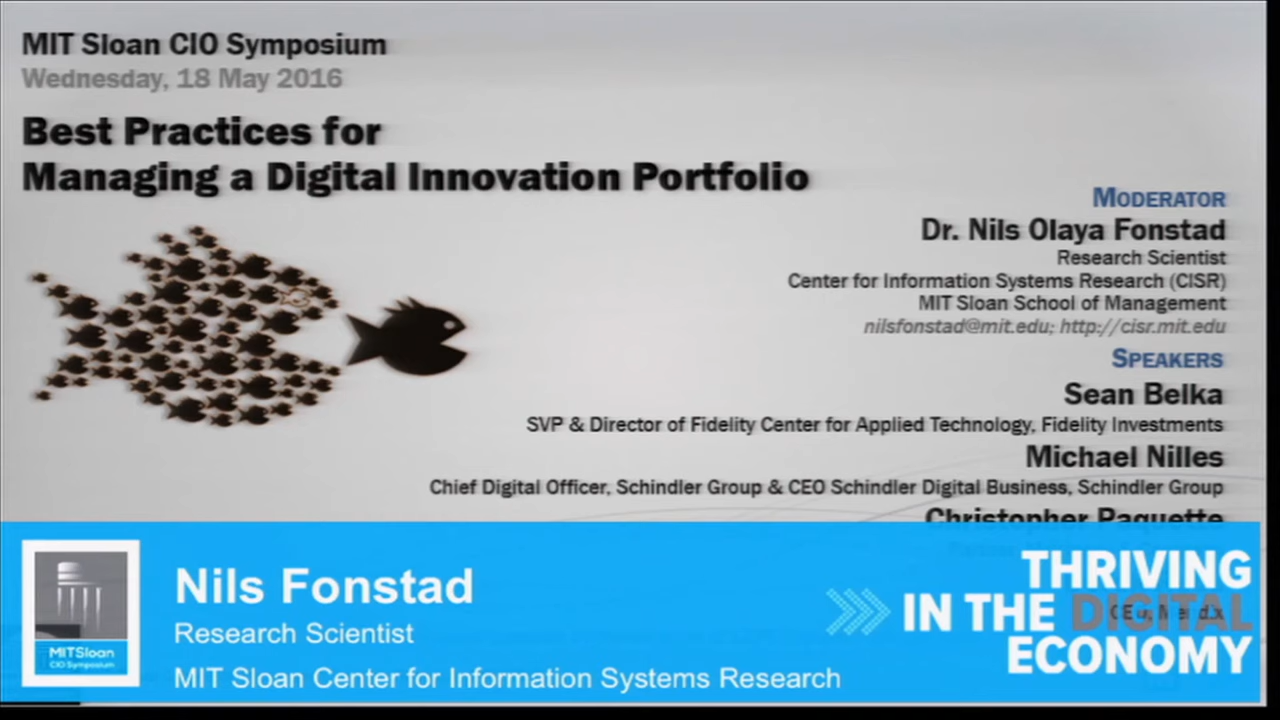 MIT Sloan CIO Symposium
Wednesday, 18 May 2016
Best Practices for
Managing a Digital Innovation Portfolio
MODERATOR
Dr. Nils Olaya Fonstad
Research Scientist
Center for Information Systems Research (CISR)
MIT Sloan School of Management
nilsfonstad@mit.edu; http://cisr.mit.edu
SPEAKERS
Sean Belka
SVP & Director of Fidelity Center for Applied Technology, Fidelity Investments
Michael Nilles
Chief Digital Officer, Schindler Group & CEO Schindler Digital Business, Schindler Group
Christopher Paquette
Nils Fonstad
Research Scientist
MIT Sloan Center for Information Systems Research
MITSloan
CIO Symposium
THRIVING
IN THE DIGITAL
ECONOMY